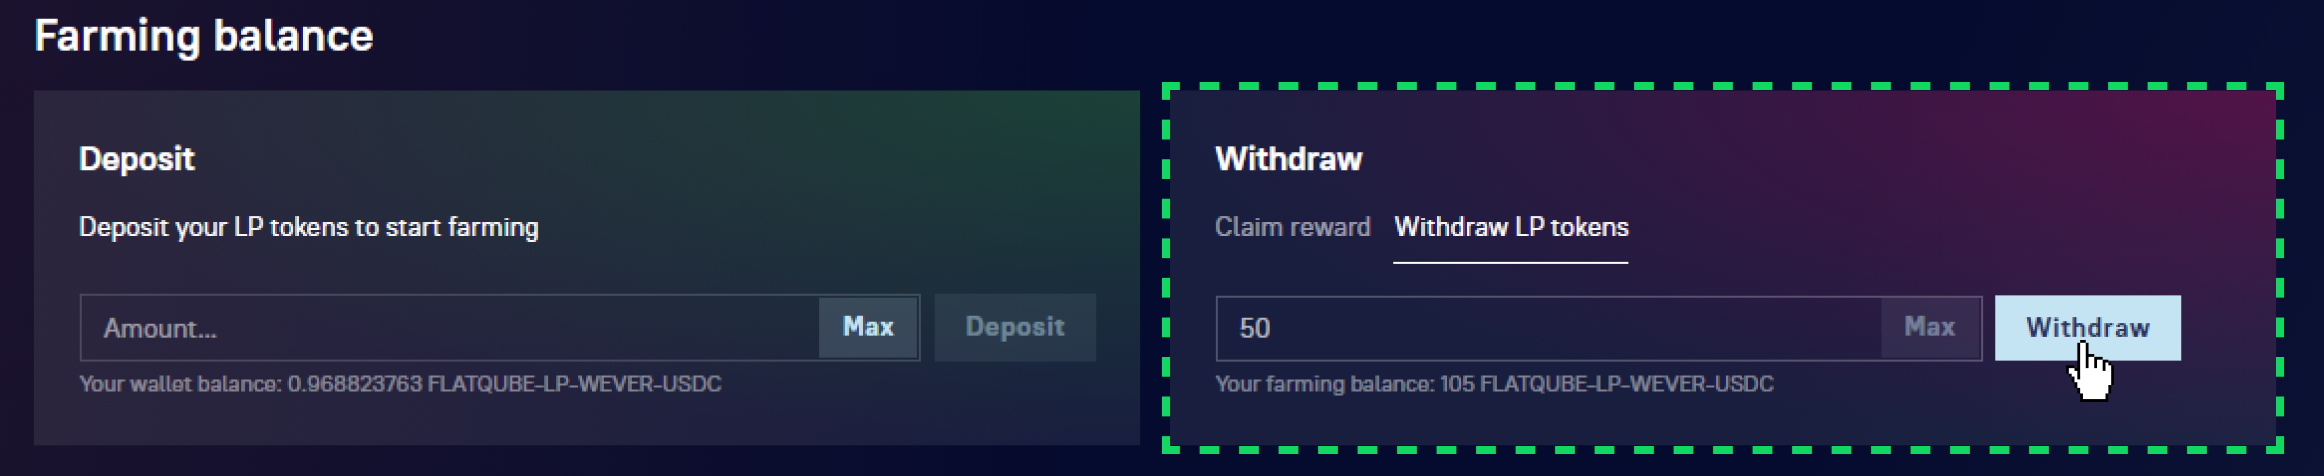 Farming balance
Deposit
Deposit your LP tokens to start farming
Amount...
Max
Deposit
Your wallet balance: 0.968823763 FLATQUBE-LP-WEVER-USDC
Withdraw
Claim reward Withdraw LP tokens
50
Max
Withdraw
Your farming balance: 105 FLATQUBE-LP-WEVER-USDC